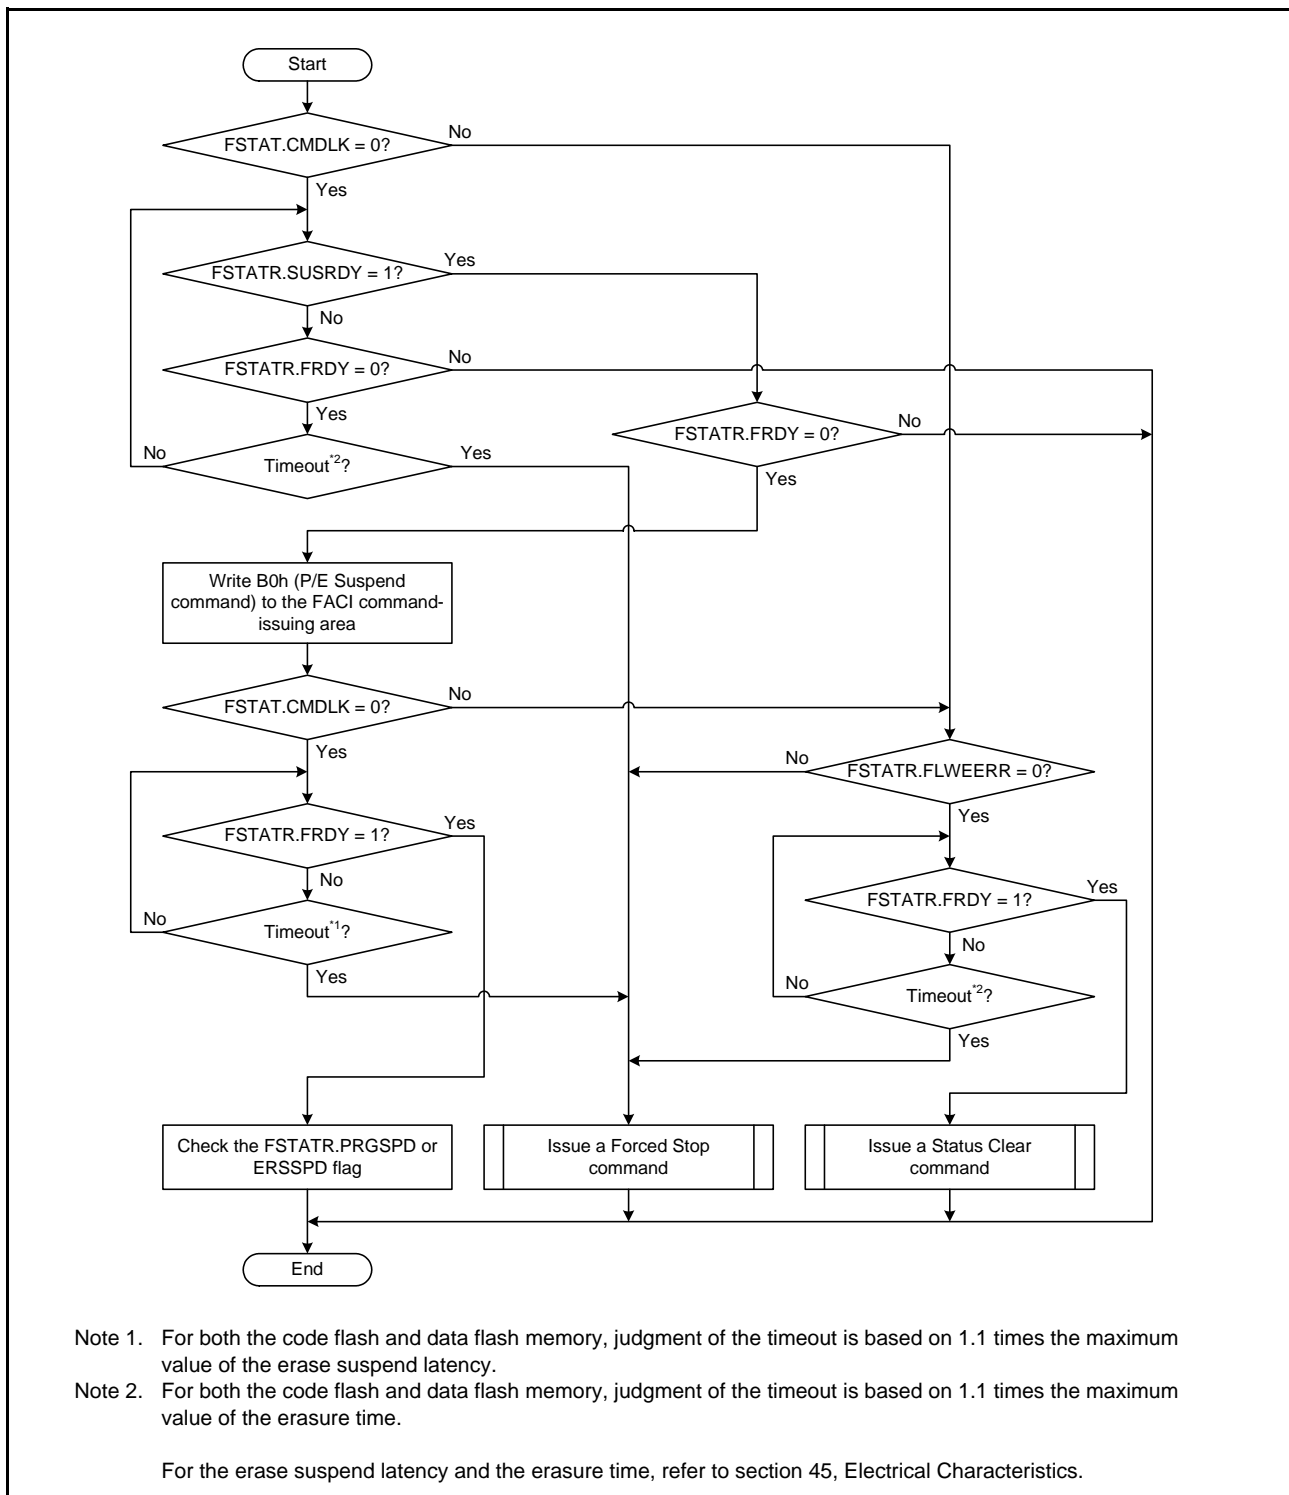 Start
FSTAT.CMDLK = 0?
No
Yes
FSTATR.SUSRDY = 1?
Yes
No
FSTATR.FRDY = 0?
No
Yes
FSTATR.FRDY = 0?
No
Yes
Timeout*2?
No
Yes
Write B0h (P/E Suspend
command) to the FACI command-
issuing area
FSTAT.CMDLK = 0?
No
Yes
FSTATR.FLWEERR = 0?
No
Yes
FSTATR.FRDY = 1?
Yes
No
FSTATR.FRDY = 1?
Yes
No
Timeout*1?
No
Yes
Timeout*2?
No
Yes
Check the FSTATR.PRGSPD or
ERSSPD flag
Issue a Forced Stop
command
Issue a Status Clear
command
End
Note 1. For both the code flash and data flash memory, judgment of the timeout is based on 1.1 times the maximum
value of the erase suspend latency.
Note 2. For both the code flash and data flash memory, judgment of the timeout is based on 1.1 times the maximum
value of the erasure time.
For the erase suspend latency and the erasure time, refer to section 45, Electrical Characteristics.